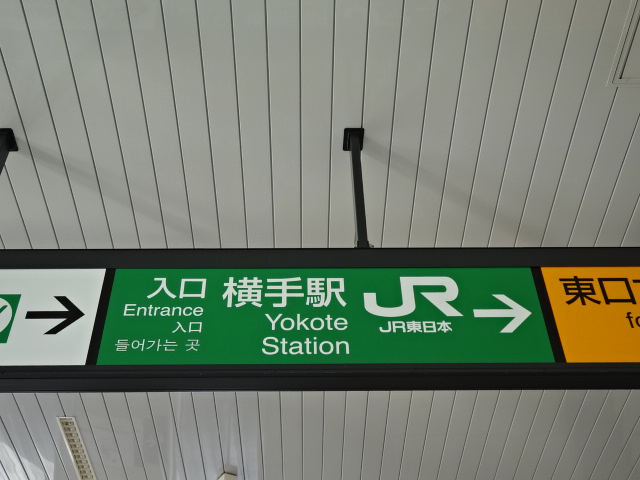 入口
Entrance
入口
들어가는 곳
横手駅
Yokote
Station
JR
JR東日本
東口